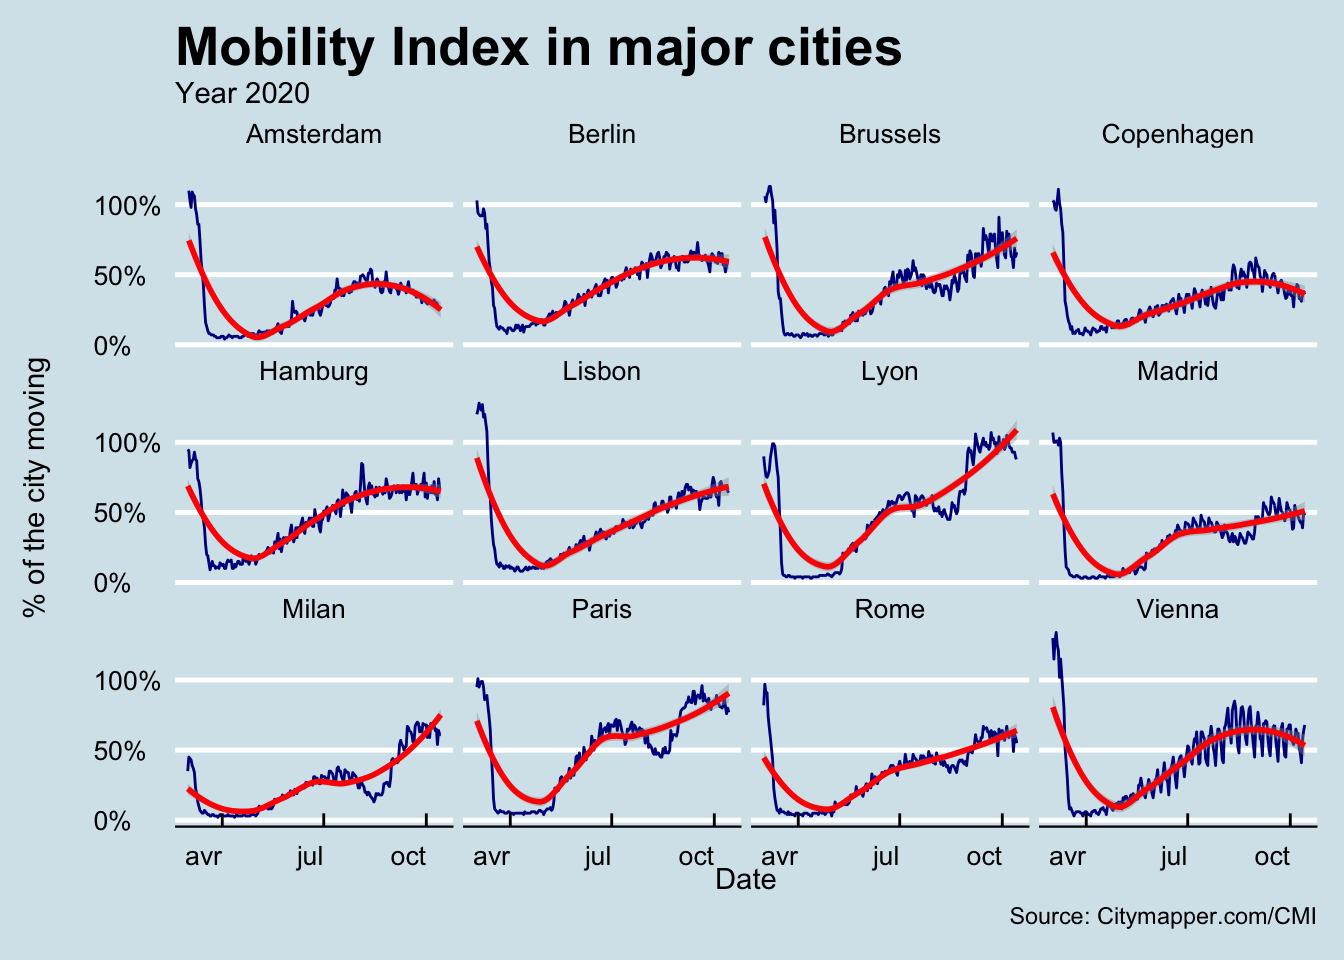 Mobility Index in major cities
Year 2020
Amsterdam
Berlin
Brussels
Copenhagen
100%
50%
0%
Hamburg
Lisbon
Lyon
Madrid
100%
50%
0%
Milan
Paris
Rome
Vienna
100%
50%
0%
% of the city moving
avr
jul
oct
avr
jul
oct
avr
jul
oct
avr
jul
oct
Date
Source: Citymapper.com/CMI